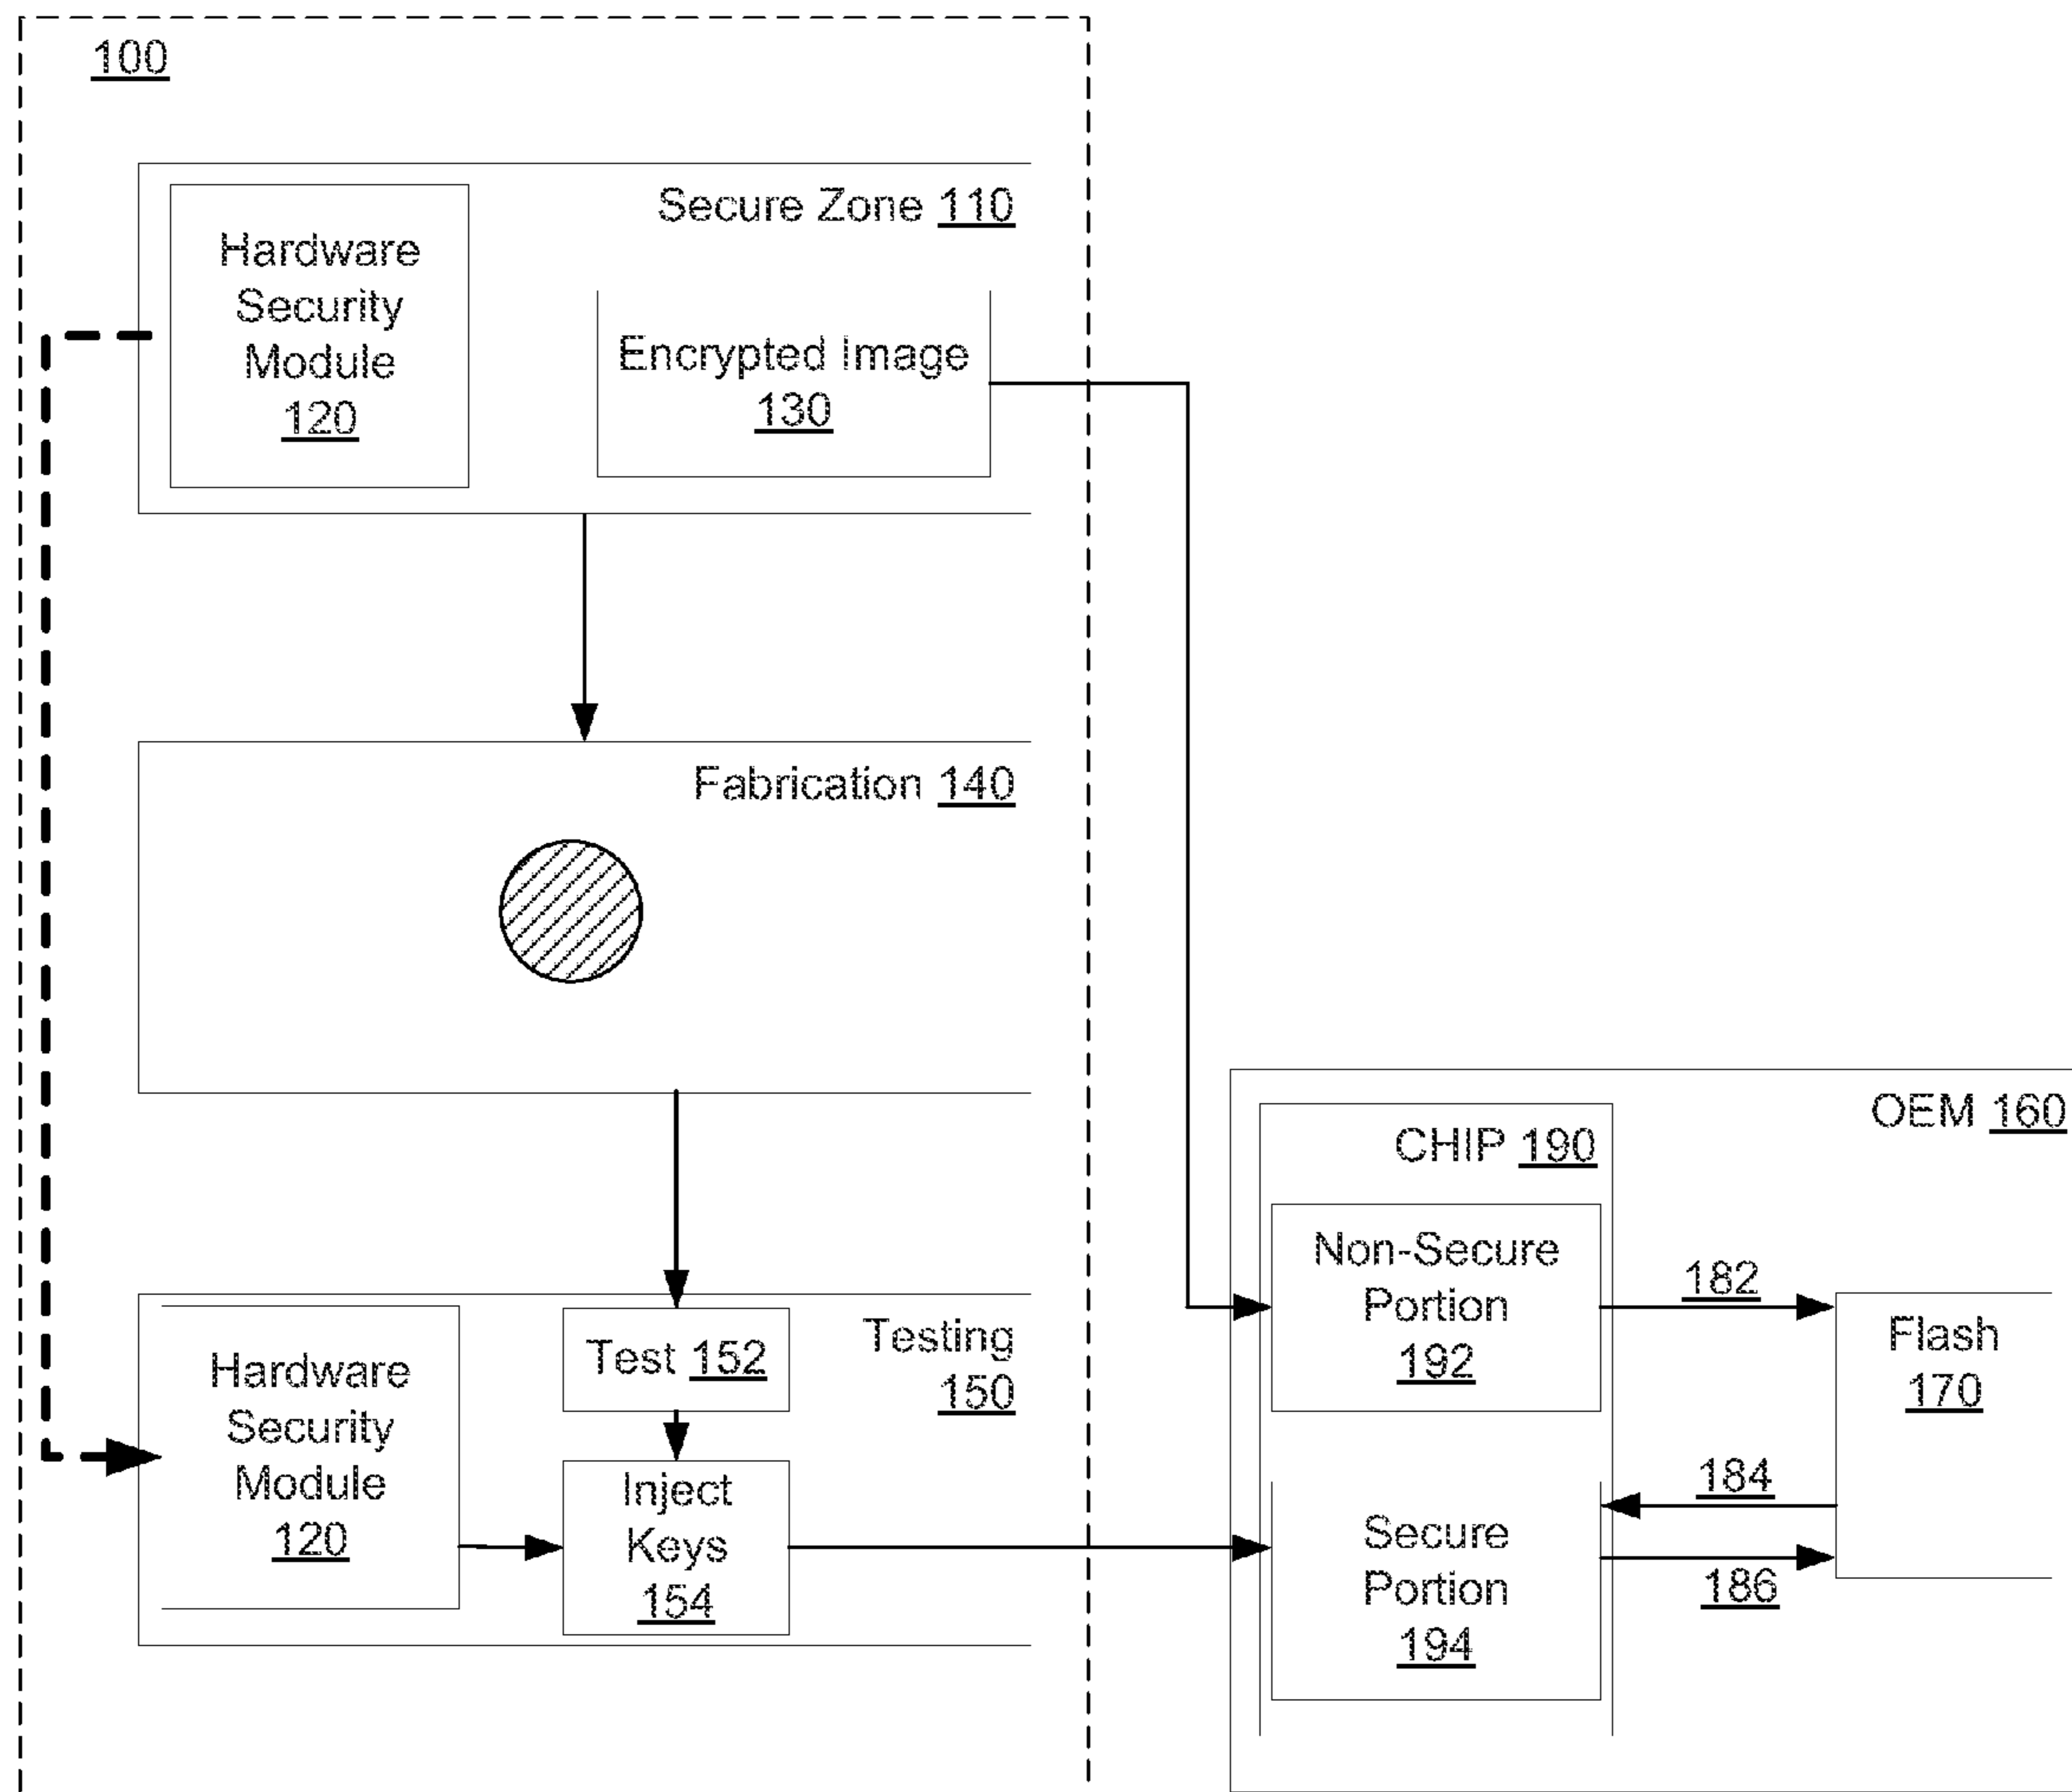 100
Secure Zone 110
Hardware
Security
Module
120
Encrypted Image
130
Fabrication 140
Testing
150
Hardware
Security
Module
120
Test 152
Inject
Keys
154
OEM 160
CHIP 190
Non-Secure
Portion
192
Secure
Portion
194
182
184
186
Flash
170